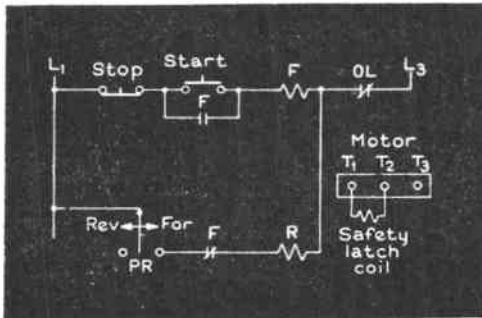 L1 Stop Start F OL L3
F
Motor
T1 T2 T3
Rev For F R
PR
Safety
latch
coil